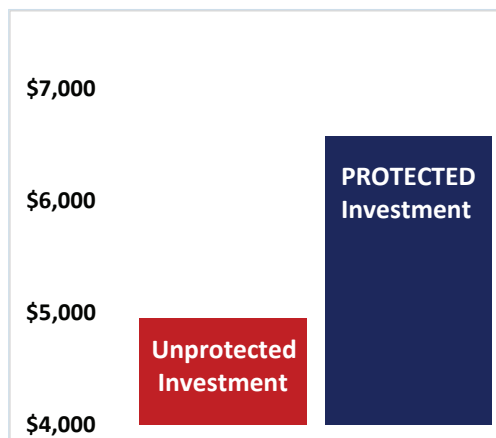 $7,000
PROTECTED
Investment
$6,000
$5,000
Unprotected
Investment
$4,000